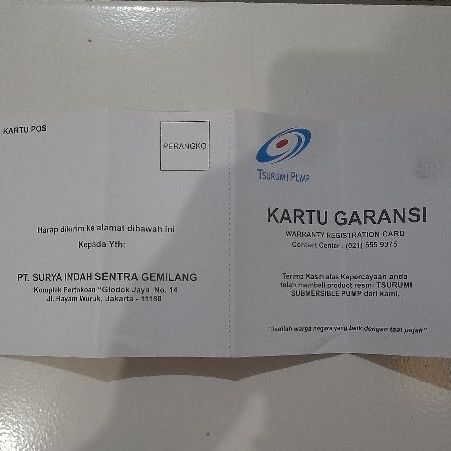 KARTU POS
PERANGKO
Harap dikirim ke alamat dibawah ini
Kepada Yth:
PT. SURYA INDAH SENTRA GEMILANG
Komplek Pertokoan "Glodok Jaya No. 14
Jl. Hayam Wuruk, Jakarta - 11180
TSURUMI PUMP
KARTU GARANSI
WARRANTY REGISTRATION CARD
Contact Center : (021) 555 9375
Terima Kasih atas Kepercayaan anda
telah membeli product resmi TSURUMI
SUBMERSIBLE PUMP dari kami.
"Jadilah warga negara yang baik dengan taat pajak"